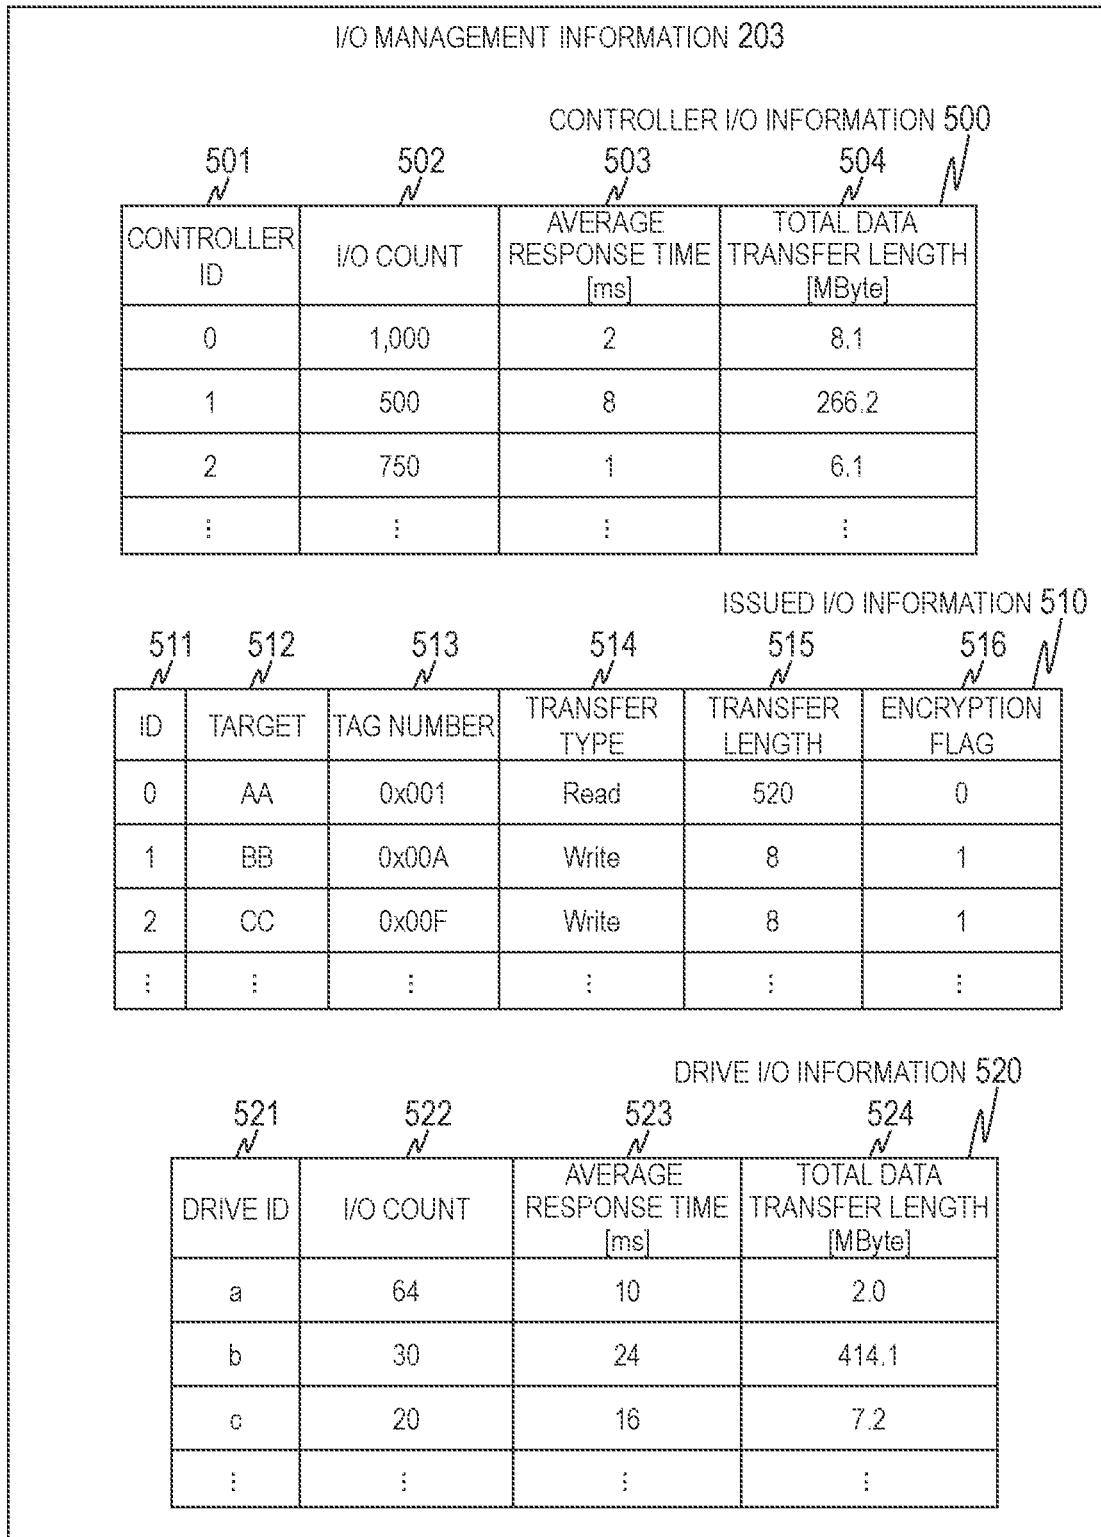 I/O MANAGEMENT INFORMATION 203
CONTROLLER I/O INFORMATION 500
501 502 503 504
CONTROLLER ID I/O COUNT AVERAGE RESPONSE TIME [ms] TOTAL DATA TRANSFER LENGTH [MByte]
0 1,000 2 8.1
1 500 8 266.2
2 750 1 6.1
⋮ ⋮ ⋮ ⋮
ISSUED I/O INFORMATION 510
511 512 513 514 515 516
ID TARGET TAG NUMBER TRANSFER TYPE TRANSFER LENGTH ENCRYPTION FLAG
0 AA 0x001 Read 520 0
1 BB 0x00A Write 8 1
2 CC 0x00F Write 8 1
⋮ ⋮ ⋮ ⋮ ⋮ ⋮
DRIVE I/O INFORMATION 520
521 522 523 524
DRIVE ID I/O COUNT AVERAGE RESPONSE TIME [ms] TOTAL DATA TRANSFER LENGTH [MByte]
a 64 10 2.0
b 30 24 414.1
c 20 16 7.2
⋮ ⋮ ⋮ ⋮